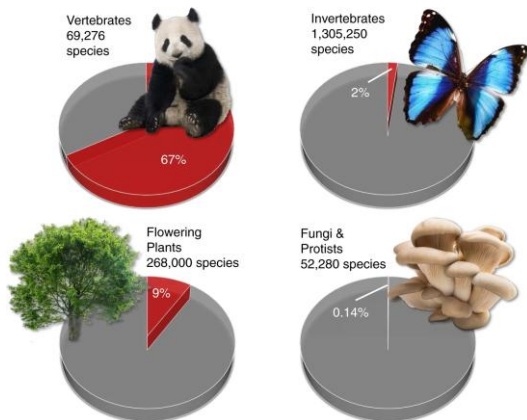 Vertebrates
69,276
species
67%
Invertebrates
1,305,250
species
2%
Flowering
Plants
268,000 species
9%
Fungi &
Protists
52,280 species
0.14%